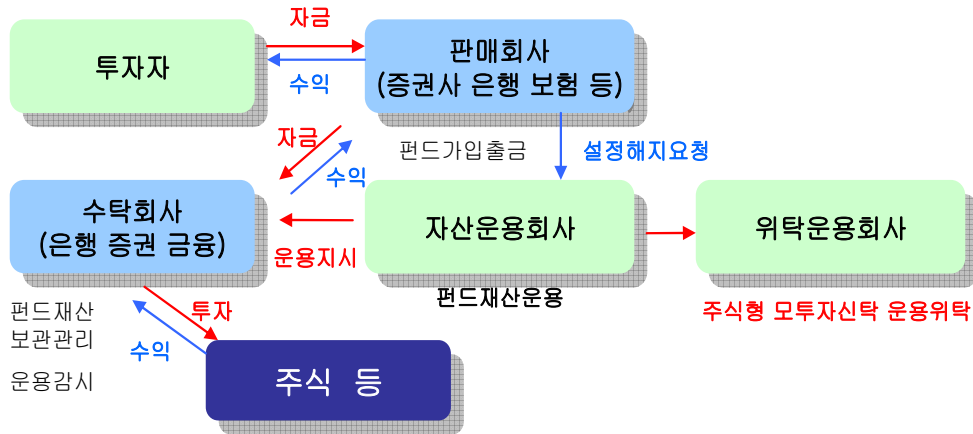 자금
투자자
판매회사
(증권사 은행 보험 등)
수익
자금
펀드가입출금
설정해지요청
수익
수탁회사
(은행 증권 금융)
자산운용회사
위탁운용회사
운용지시
펀드재산운용
펀드재산
보관관리
투자
주식형 모투자신탁 운용위탁
수익
운용감시
주식 등